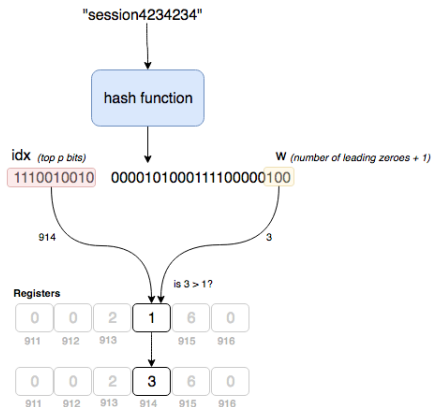 "session4234234"
hash function
idx (top p bits)
w (number of leading zeroes + 1)
1110010010 0000101000111100000100
914
3
is 3 > 1?
Registers
0 0 2 1 6 0
911 912 913 915 916
0 0 2 3 6 0
911 912 913 914 915 916